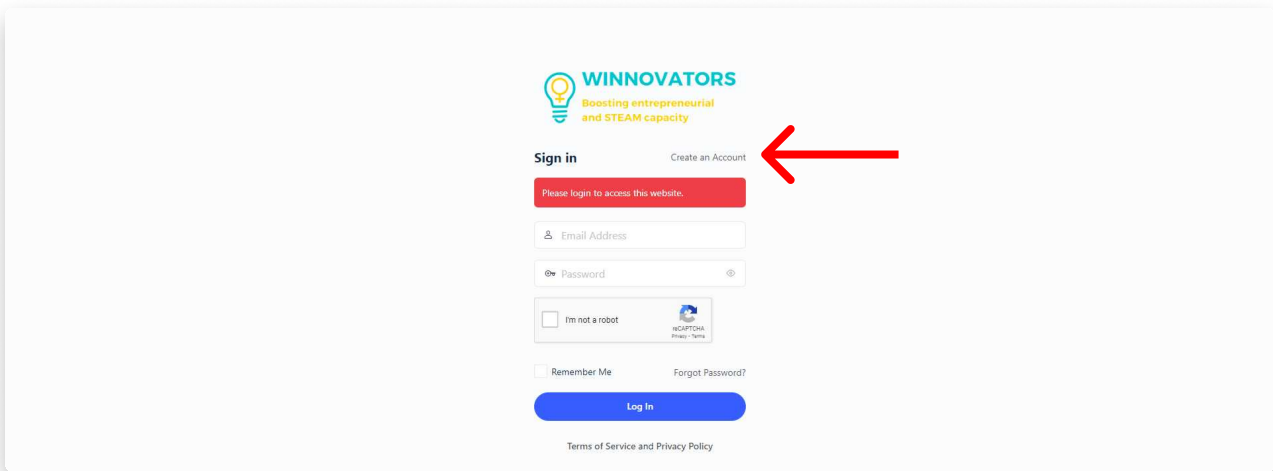 WINNOVATORS
Boosting entrepreneurial
and STEAM capacity
Sign in
Create an Account
Please login to access this website.
Email Address
Password
I'm not a robot
reCAPTCHA
Privacy - Terms
Remember Me
Forgot Password?
Log In
Terms of Service and Privacy Policy